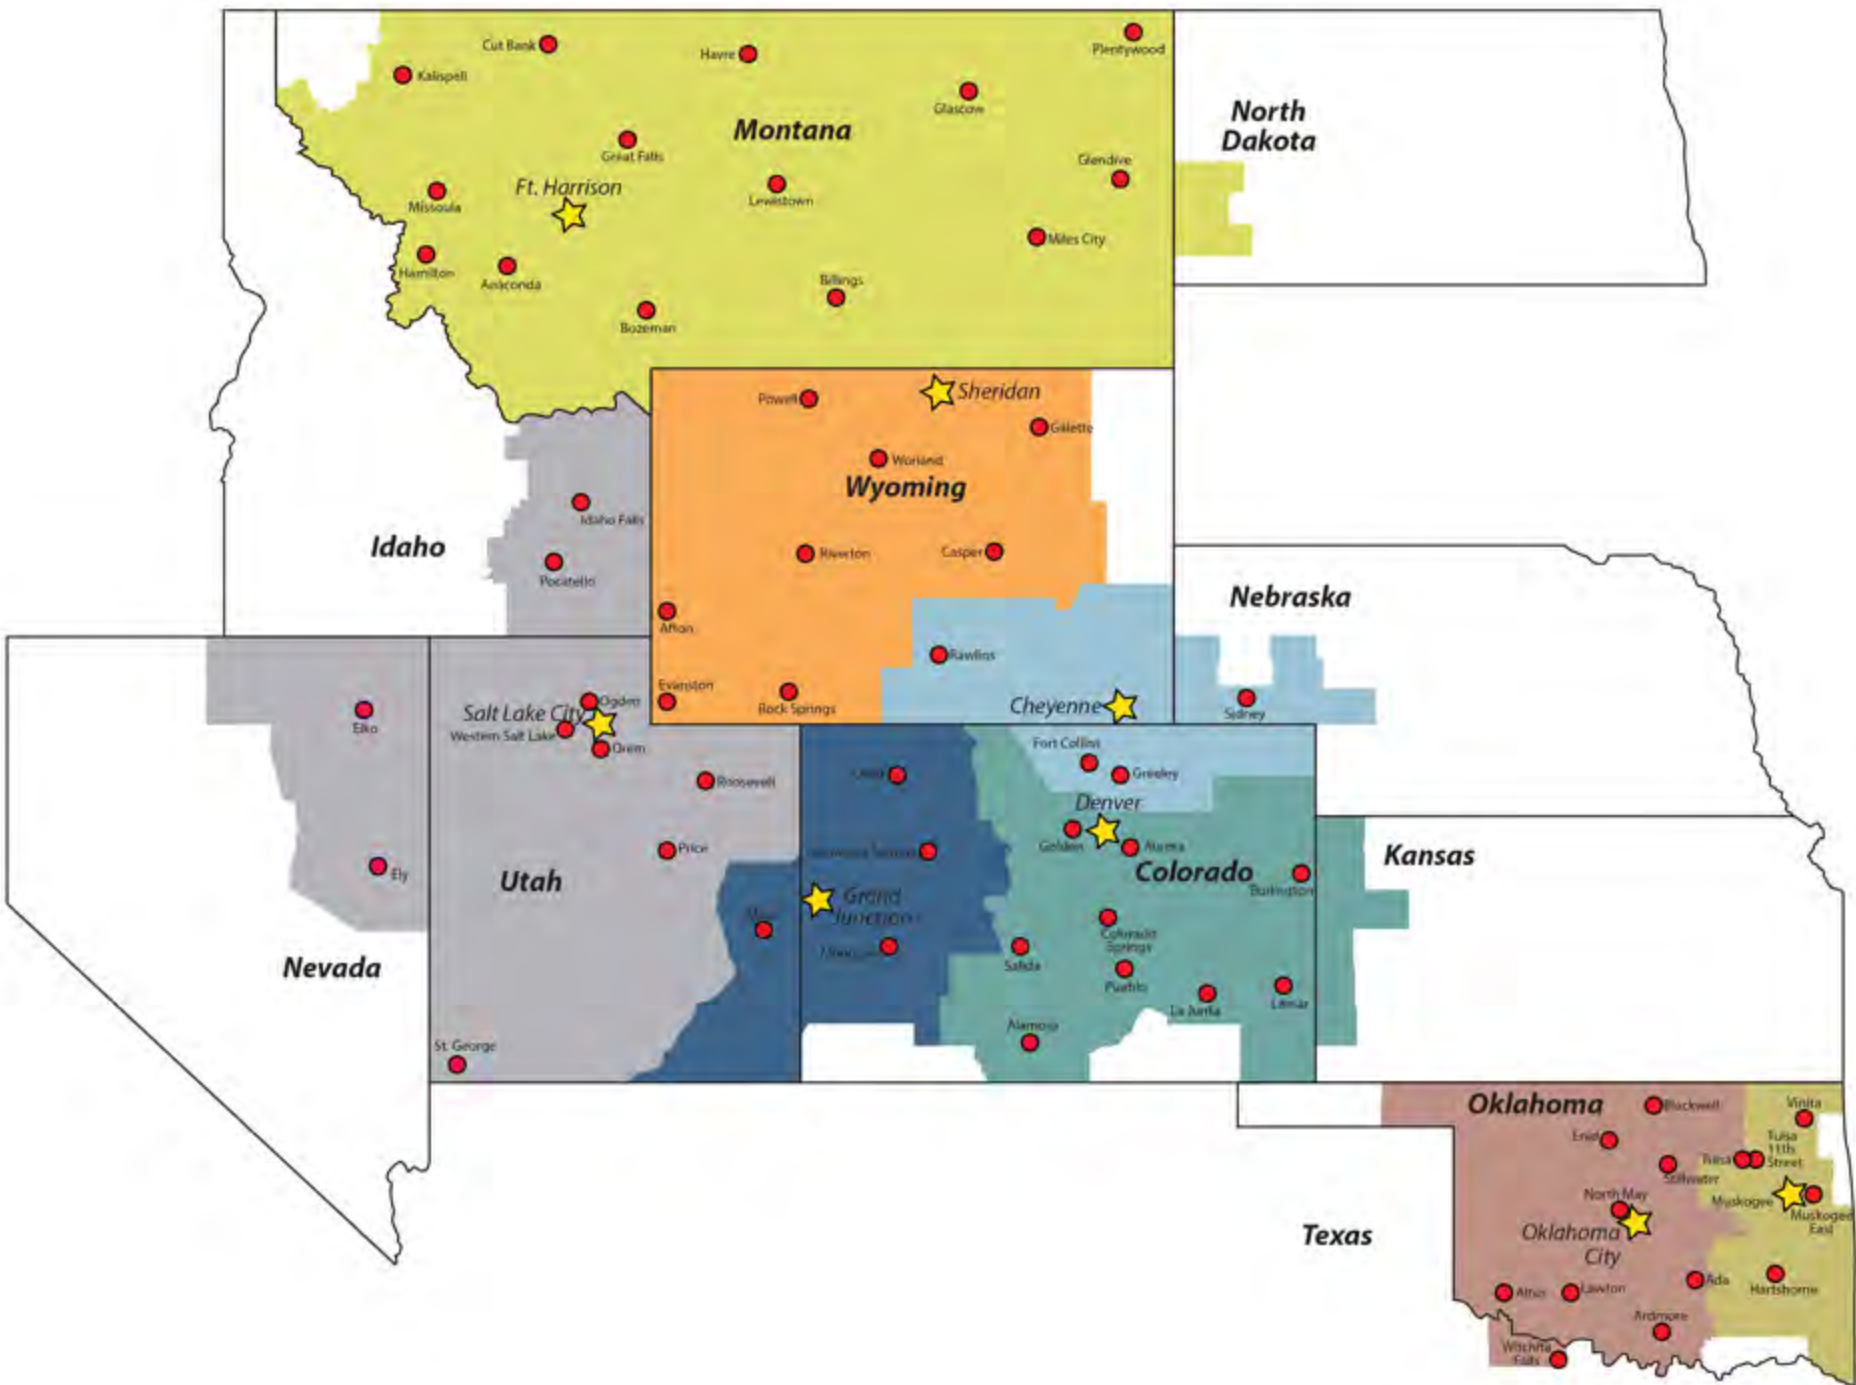 Cut Bank
Havre
Plentywood
Kalispell
Glascow
North
Dakota
Montana
Great Falls
Glendive
Ft. Harrison
Lewistown
Missoula
Miles City
Hamilton
Anaconda
Billings
Bozeman
Sheridan
Powell
Gillette
Worland
Wyoming
Idaho Falls
Idaho
Riverton
Casper
Pocatello
Nebraska
Afton
Rawlins
Evanston
Rock Springs
Cheyenne
Sidney
Ogden
Salt Lake City
Western Salt Lake
Elko
Orem
Fort Collins
Greeley
Roosevelt
Denver
Golden
Aurora
Price
Kansas
Colorado
Ely
Utah
Burlington
Grand
Junction
Colorado
Springs
Nevada
Salida
Pueblo
La Junta
Lamar
Alamosa
St. George
Oklahoma
Blackwell
Vinita
Enid
Tulsa
Tulsa
11th
Street
Stillwater
North May
Muskogee
Muskogee
East
Oklahoma
City
Texas
Ada
Hartshorne
Altus
Lawton
Ardmore
Witchita
Falls